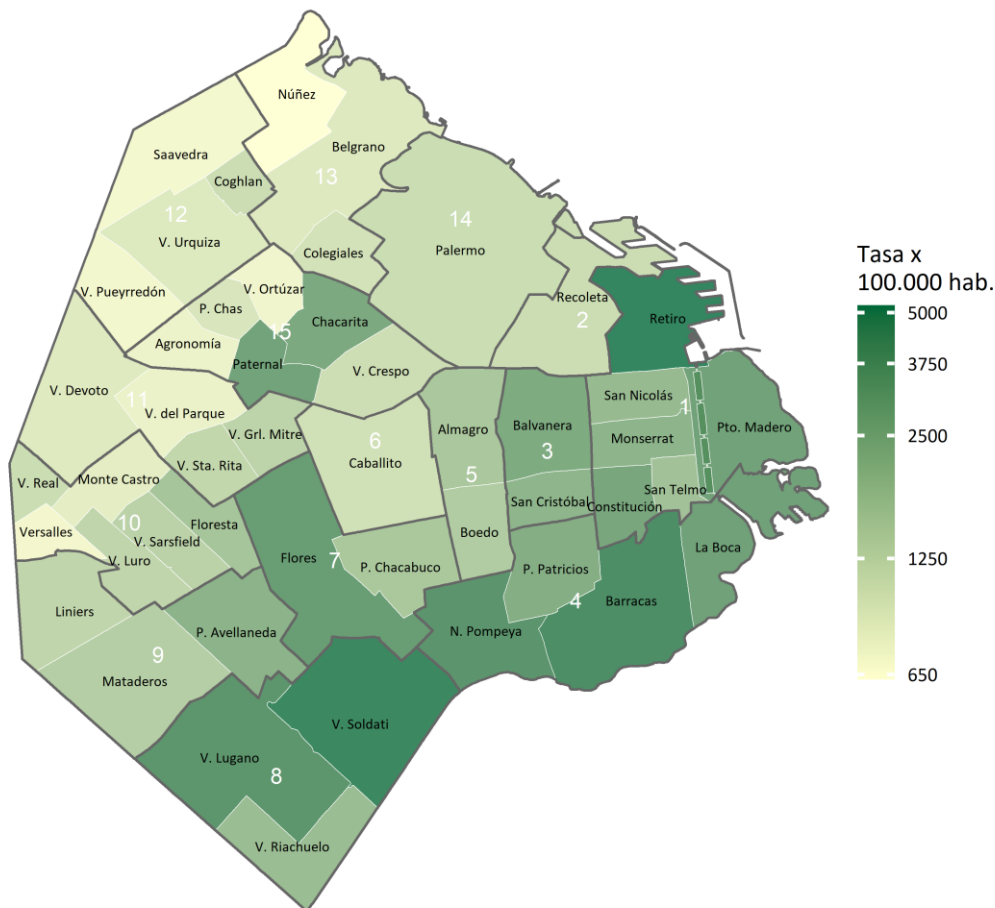 Núñez
Belgrano
Saavedra
13
Coghlan
12
V. Urquiza
14
Palermo
Colegiales
V. Pueyrredón
V. Ortúzar
P. Chas
Recoleta
2
Retiro
Chacarita
15
Agronomía
Paternal
V. Crespo
V. Devoto
11
V. del Parque
San Nicolás
1
V. Grl. Mitre
6
Almagro
Balvanera
Pto. Madero
Monserrat
3
Caballito
5
V. Sta. Rita
Monte Castro
V. Real
San Telmo
San Cristóbal
Constitución
10
Floresta
Versalles
V. Sarsfield
Boedo
La Boca
V. Luro
Flores
7
P. Chacabuco
P. Patricios
4
Barracas
Liniers
P. Avellaneda
N. Pompeya
9
Mataderos
V. Soldati
V. Lugano
8
V. Riachuelo
Tasa x
100.000 hab.
5000
3750
2500
1250
650